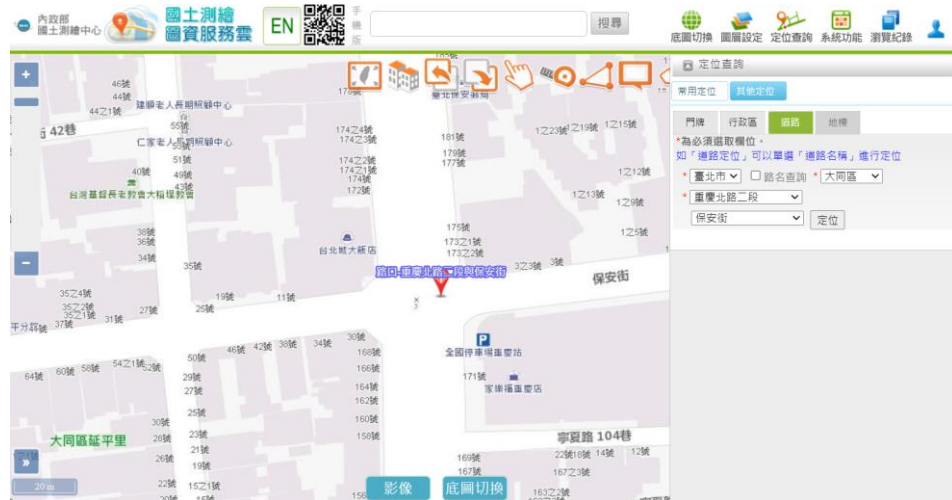 內政部
國土測繪中心
國土測繪
圖資服務雲
EN
手機版
搜尋
底圖切換
圖層設定
定位查詢
系統功能
瀏覽紀錄
定位查詢
常用定位
其他定位
門牌
行政區
道路
地標
*為必須選取欄位。
如「道路定位」可以單選「道路名稱」進行定位
* 臺北市
路名查詢
* 大同區
* 重慶北路二段
保安街
定位
46號
44號
44之1號
42巷
建順老人長期照顧中心
55號
仁家老人長期照顧中心
51號
40號
49號
43號
台灣基督長老教會大稻埕教會
38號
36號
34號
35號
174之4號
174之3號
174之2號
174之1號
174號
172號
181號
179號
177號
1之23號
1之19號
1之15號
1之12號
1之13號
1之9號
175號
173之1號
173之2號
1之5號
台北城大飯店
路口-重慶北路二段與保安街
3之3號
3號
保安街
35之4號
35之2號
35之1號
37號
31號
27號
19號
25號
11號
46號
42號
38號
34號
30號
168號
166號
164號
162號
160號
158號
全國停車場重慶站
171號
家樂福重慶店
64號
60號
58號
54之1號
52號
50號
29號
27號
25號
30號
28號
23號
21號
26號
19號
22號
15之1號
大同區延平里
寧夏路 104巷
169號
167號
22號
18號
14號
12號
167之3號
163之2號
20 m
影像
底圖切換